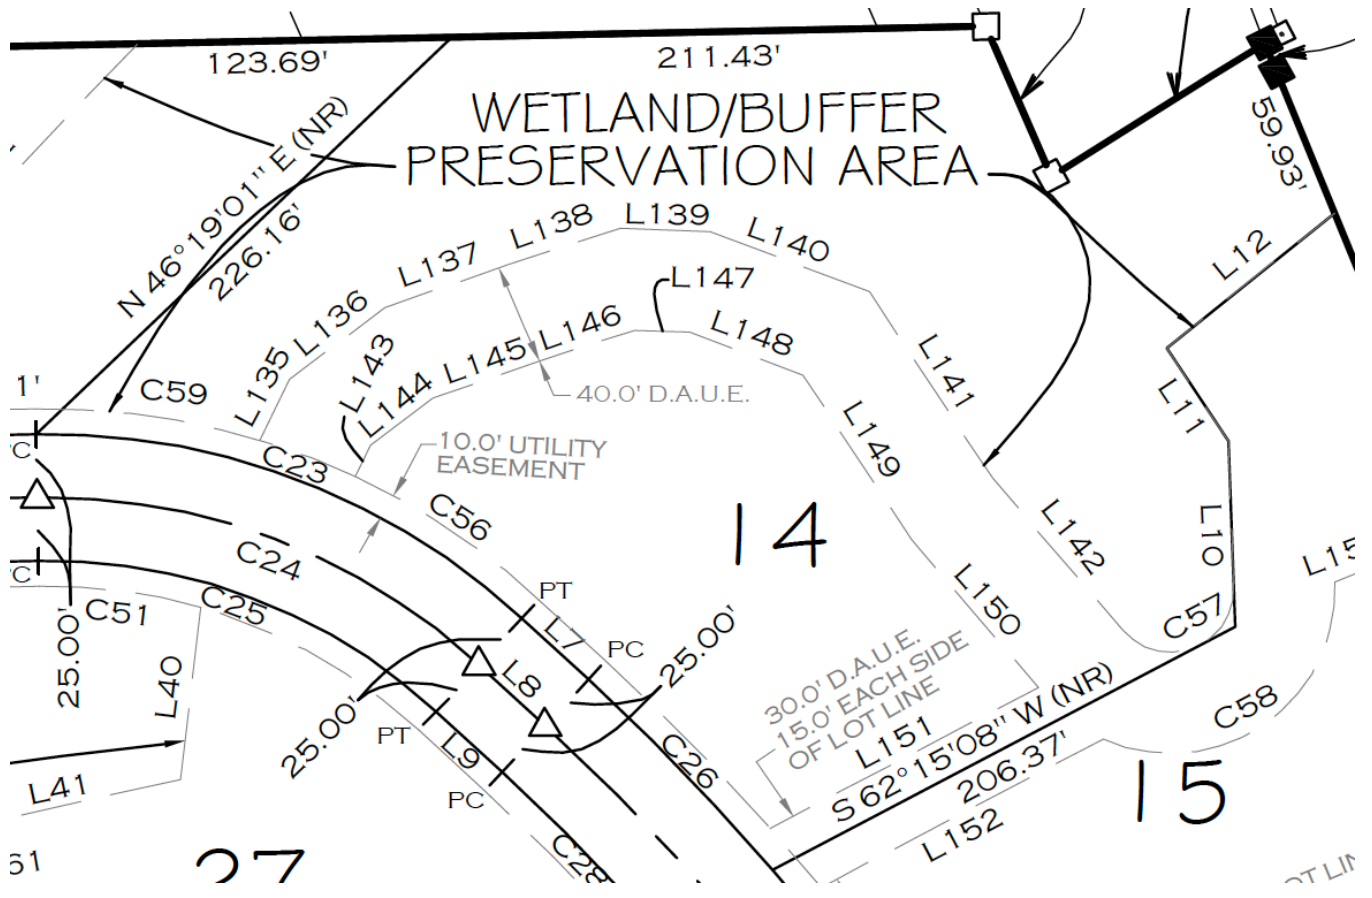 123.69'
211.43'
WETLAND/BUFFER
PRESERVATION AREA
59.93'
N 46°19'01" E (NR)
226.16'
L135
L136
L137
L138
L139
L140
L141
L142
L143
L144
L145
L146
L147
L148
L149
L150
L12
L11
L10
1'
C59
40.0' D.A.U.E.
10.0' UTILITY
EASEMENT
C23
C56
14
C24
PT
L7
PC
25.00'
C51
C25
25.00'
L40
L8
25.00'
PT
L9
PC
C26
30.0' D.A.U.E.
15.0' EACH SIDE
OF LOT LINE
L151
S 62°15'08" W (NR)
206.37'
C57
C58
15
L152
L41
61
27
C28